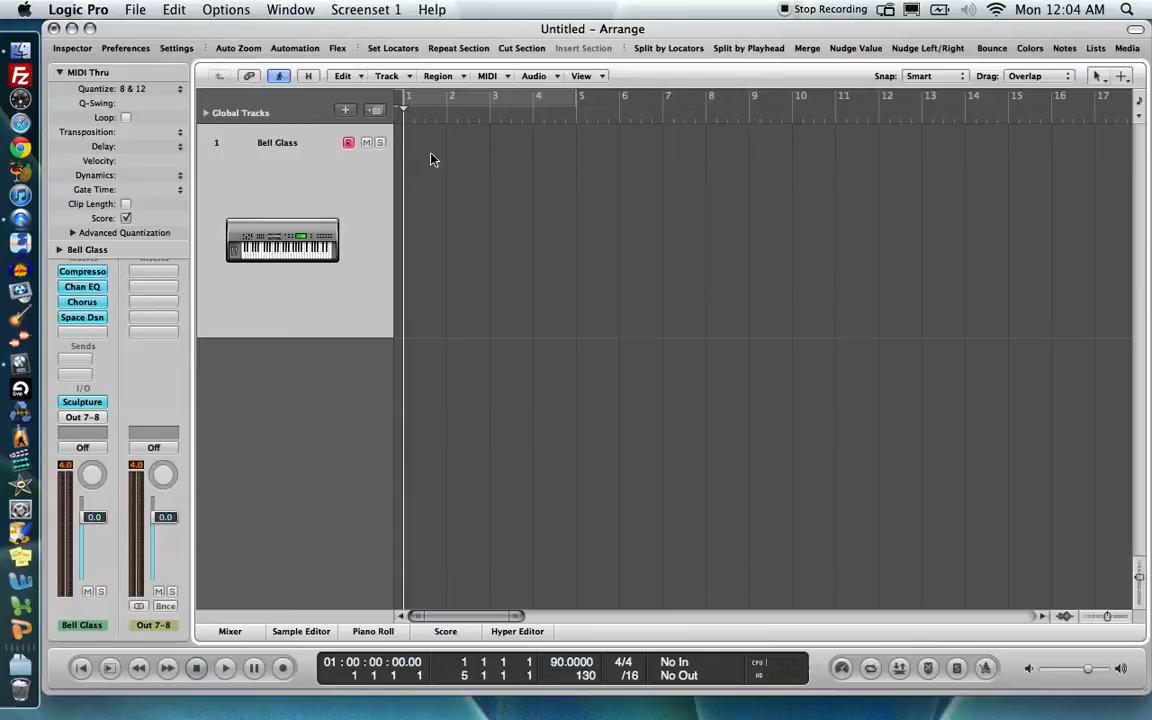 Logic Pro File Edit Options Window Screenset 1 Help Stop Recording Mon 12:04 AM
Untitled – Arrange
Inspector Preferences Settings Auto Zoom Automation Flex Set Locators Repeat Section Cut Section Insert Section Split by Locators Split by Playhead Merge Nudge Value Nudge Left/Right Bounce Colors Notes Lists Media
MIDI Thru
H Edit Track Region MIDI Audio View Snap: Smart Drag: Overlap
Quantize: 8 & 12
Q-Swing:
Loop:
Transposition:
Delay:
Velocity:
Dynamics:
Gate Time:
Clip Length:
Score:
Advanced Quantization
Bell Glass
1 2 3 4 5 6 7 8 9 10 11 12 13 14 15 16 17
Global Tracks
1 Bell Glass R M S
Inserts Inserts
Compresso
Chan EQ
Chorus
Space Dsn
Sends
I/O
Sculpture
Out 7-8
Off Off
4.0 4.0
0.0 0.0
M S M S
Bnce
Bell Glass Out 7-8
Mixer Sample Editor Piano Roll Score Hyper Editor
01:00:00:00.00 1 1 1 1 90.0000 4/4 No In CPU
5 1 1 1 130 /16 No Out HD
S